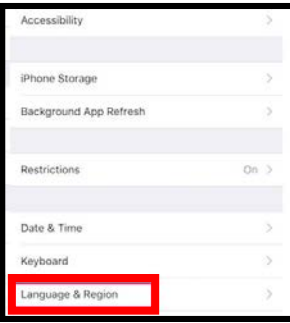 Accessibility
iPhone Storage
Background App Refresh
Restrictions On
Date & Time
Keyboard
Language & Region